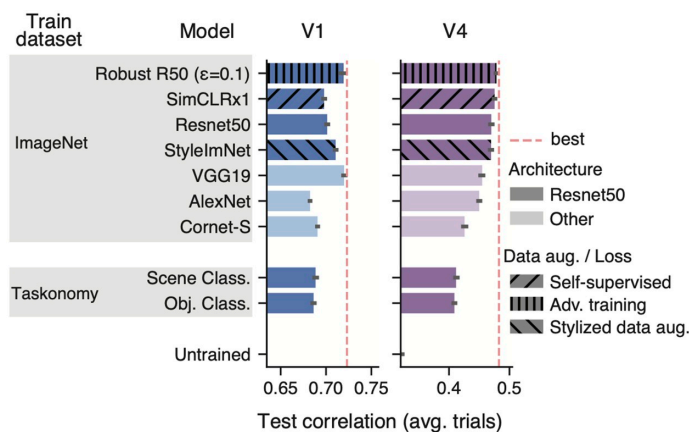 Train
dataset
Model
V1
V4
ImageNet
Robust R50 (ε=0.1)
SimCLRx1
Resnet50
StyleImNet
VGG19
AlexNet
Cornet-S
Taskonomy
Scene Class.
Obj. Class.
Untrained
best
Architecture
Resnet50
Other
Data aug. / Loss
Self-supervised
Adv. training
Stylized data aug.
0.65 0.70 0.75
0.4 0.5
Test correlation (avg. trials)